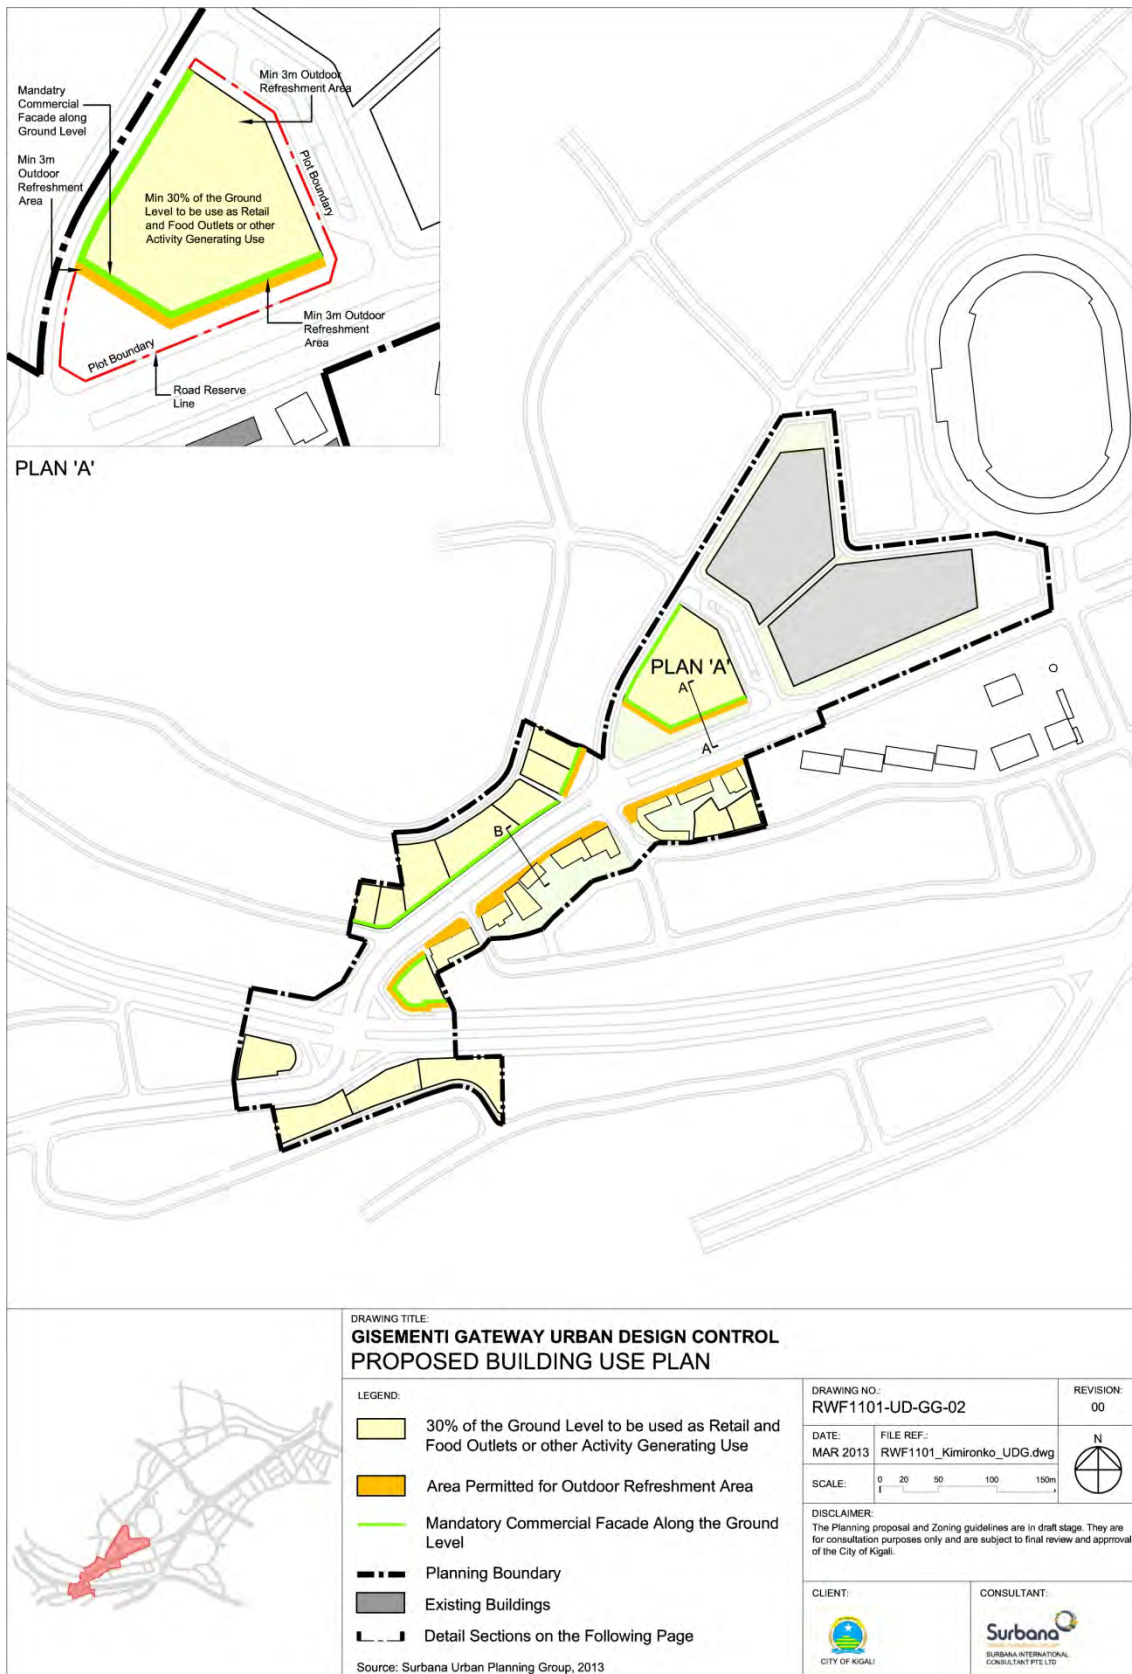 Mandatry
Commercial
Facade along
Ground Level
Min 3m
Outdoor
Refreshment
Area
Min 3m Outdoor
Refreshment Area
Plot Boundary
Min 30% of the Ground
Level to be use as Retail
and Food Outlets or other
Activity Generating Use
Min 3m Outdoor
Refreshment
Area
Plot Boundary
Road Reserve
Line
PLAN 'A'
PLAN 'A'
A
A
B
DRAWING TITLE:
GISEMENTI GATEWAY URBAN DESIGN CONTROL
PROPOSED BUILDING USE PLAN
LEGEND:
30% of the Ground Level to be used as Retail and
Food Outlets or other Activity Generating Use
Area Permitted for Outdoor Refreshment Area
Mandatory Commercial Facade Along the Ground
Level
Planning Boundary
Existing Buildings
Detail Sections on the Following Page
Source: Surbana Urban Planning Group, 2013
DRAWING NO.:
RWF1101-UD-GG-02
REVISION:
00
DATE:
MAR 2013
FILE REF.:
RWF1101_Kimironko_UDG.dwg
N
SCALE:
0 20 50 100 150m
DISCLAIMER:
The Planning proposal and Zoning guidelines are in draft stage. They are
for consultation purposes only and are subject to final review and approval
of the City of Kigali.
CLIENT:
CITY OF KIGALI
CONSULTANT:
Surbana
SURBANA INTERNATIONAL
CONSULTANT PTE LTD